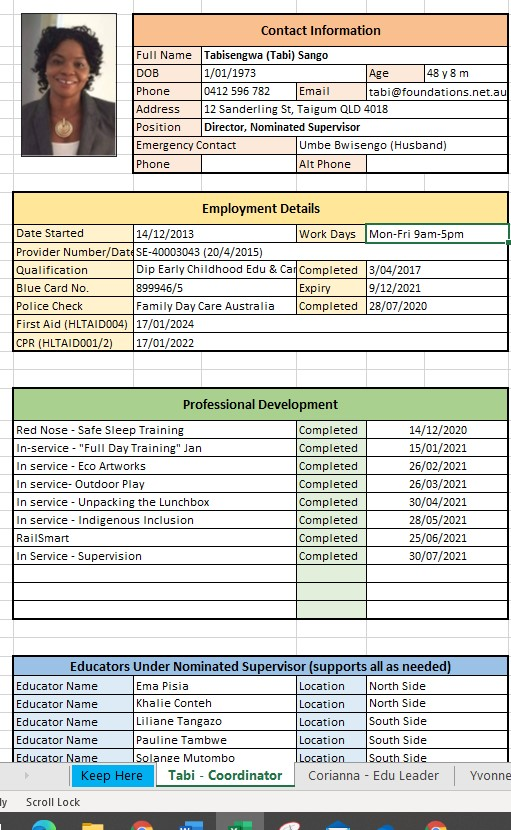 Contact Information
Full Name Tabisengwa (Tabi) Sango
DOB 1/01/1973 Age 48 y 8 m
Phone 0412 596 782 Email tabi@foundations.net.au
Address 12 Sanderling St, Taigum QLD 4018
Position Director, Nominated Supervisor
Emergency Contact Umbe Bwisengo (Husband)
Phone Alt Phone
Employment Details
Date Started 14/12/2013 Work Days Mon-Fri 9am-5pm
Provider Number/Date SE-40003043 (20/4/2015)
Qualification Dip Early Childhood Edu & Car Completed 3/04/2017
Blue Card No. 899946/5 Expiry 9/12/2021
Police Check Family Day Care Australia Completed 28/07/2020
First Aid (HLTAID004) 17/01/2024
CPR (HLTAID001/2) 17/01/2022
Professional Development
Red Nose - Safe Sleep Training Completed 14/12/2020
In-service - "Full Day Training" Jan Completed 15/01/2021
In service - Eco Artworks Completed 26/02/2021
In service- Outdoor Play Completed 26/03/2021
In service - Unpacking the Lunchbox Completed 30/04/2021
In service - Indigenous Inclusion Completed 28/05/2021
RailSmart Completed 25/06/2021
In Service - Supervision Completed 30/07/2021
Educators Under Nominated Supervisor (supports all as needed)
Educator Name Ema Pisia Location North Side
Educator Name Khalie Conteh Location North Side
Educator Name Liliane Tangazo Location South Side
Educator Name Pauline Tambwe Location South Side
Educator Name Solange Mutombo Location South Side
Keep Here Tabi - Coordinator Corianna - Edu Leader Yvonne
ly Scroll Lock